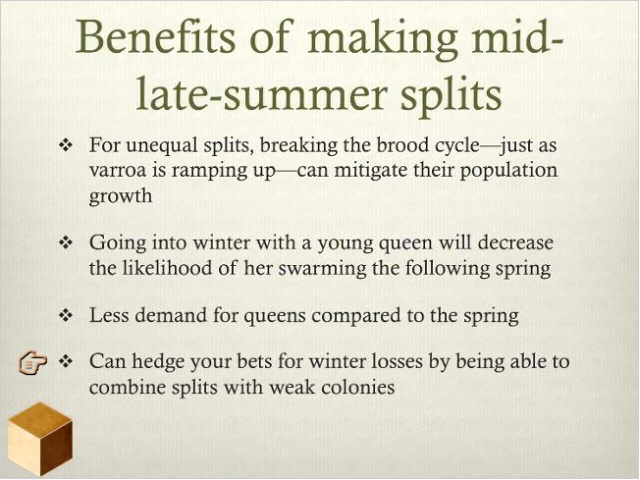 Benefits of making mid-
late-summer splits
❖ For unequal splits, breaking the brood cycle—just as
varroa is ramping up—can mitigate their population
growth
❖ Going into winter with a young queen will decrease
the likelihood of her swarming the following spring
❖ Less demand for queens compared to the spring
❖ Can hedge your bets for winter losses by being able to
combine splits with weak colonies